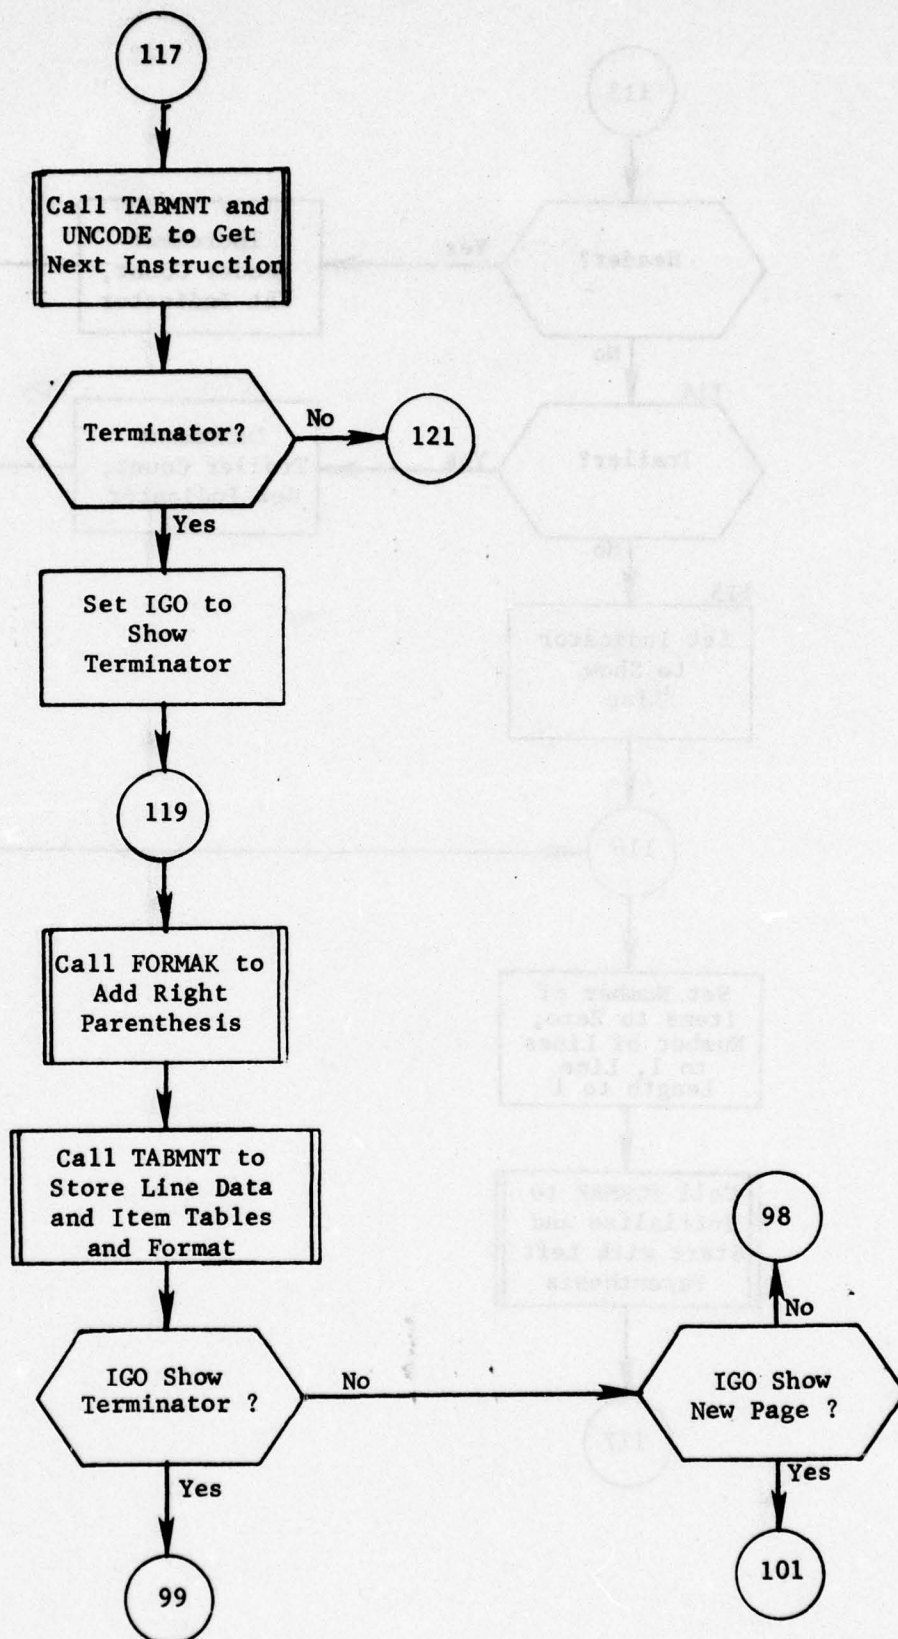 117
Call TABMNT and
UNCODE to Get
Next Instruction
Terminator?
No
121
Yes
Set IGO to
Show
Terminator
119
Call FORMAK to
Add Right
Parenthesis
Call TABMNT to
Store Line Data
and Item Tables
and Format
98
No
IGO Show
Terminator ?
No
IGO Show
New Page ?
Yes
Yes
99
101